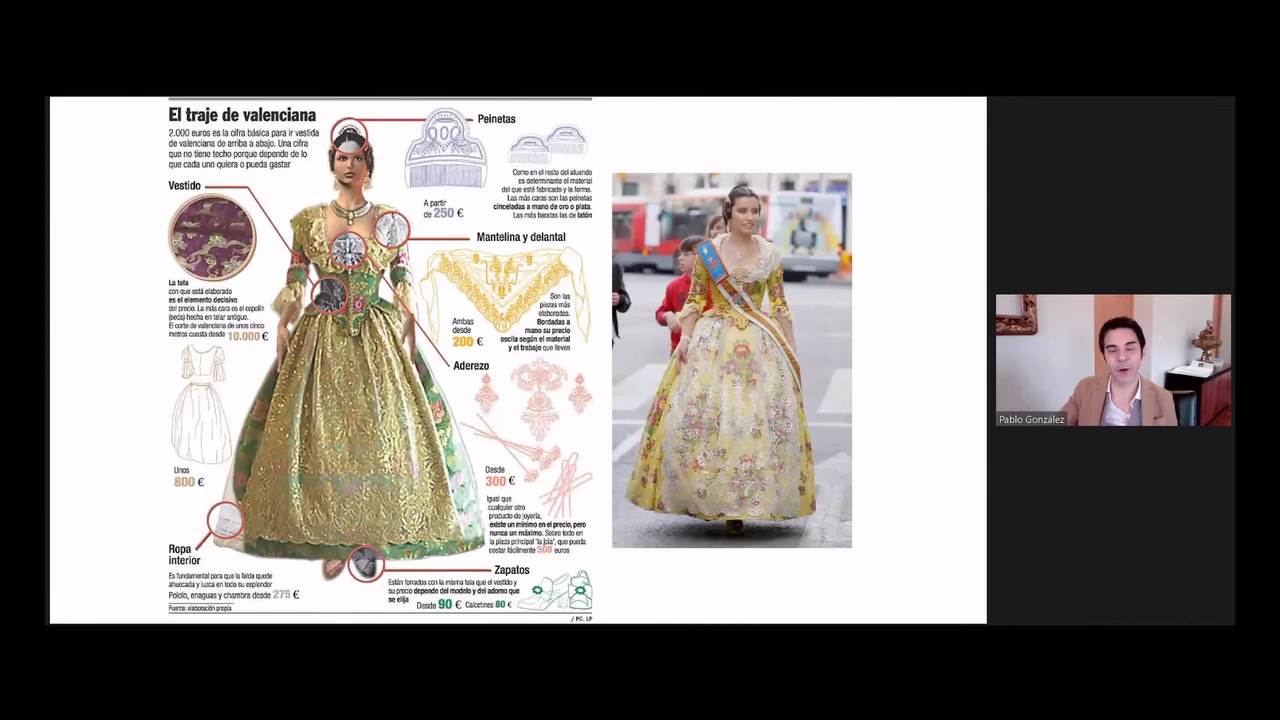 El traje de valenciana
2.000 euros es la cifra básica para ir vestida
de valenciana de arriba a abajo. Una cifra
que no tiene techo porque depende de lo
que cada uno quiera o pueda gastar
Peinetas
A partir
de 250 €
Como en el resto del atuendo
es determinante el material
del que esté fabricado y la forma.
Las más caras son las peinetas
cinceladas a mano de oro o plata.
Las más baratas las de latón
Vestido
La tela
con que está elaborado
es el elemento decisivo
del precio. La más cara es el espolín
(seda) hecha en telar antiguo.
El corte de valenciana de unos cinco
metros cuesta desde 10.000 €
Unos
800 €
Mantelina y delantal
Ambas
desde
200 €
Son las
piezas más
elaboradas.
Bordadas a
mano su precio
oscila según el material
y el trabajo que lleven
Aderezo
Desde
300 €
Igual que
cualquier otro
producto de joyería,
existe un mínimo en el precio, pero
nunca un máximo. Sobre todo en
la pieza principal 'la joia', que pueda
costar fácilmente 500 euros
Ropa
interior
Es fundamental para que la falda quede
ahuecada y luzca en todo su esplendor
Pololo, enaguas y chambra desde 275 €
Fuente: elaboración propia
Zapatos
Están forrados con la misma tela que el vestido y
su precio depende del modelo y del adorno que
se elija
Desde 90 € Calcetines 80 €
/ PC. LP
Pablo González